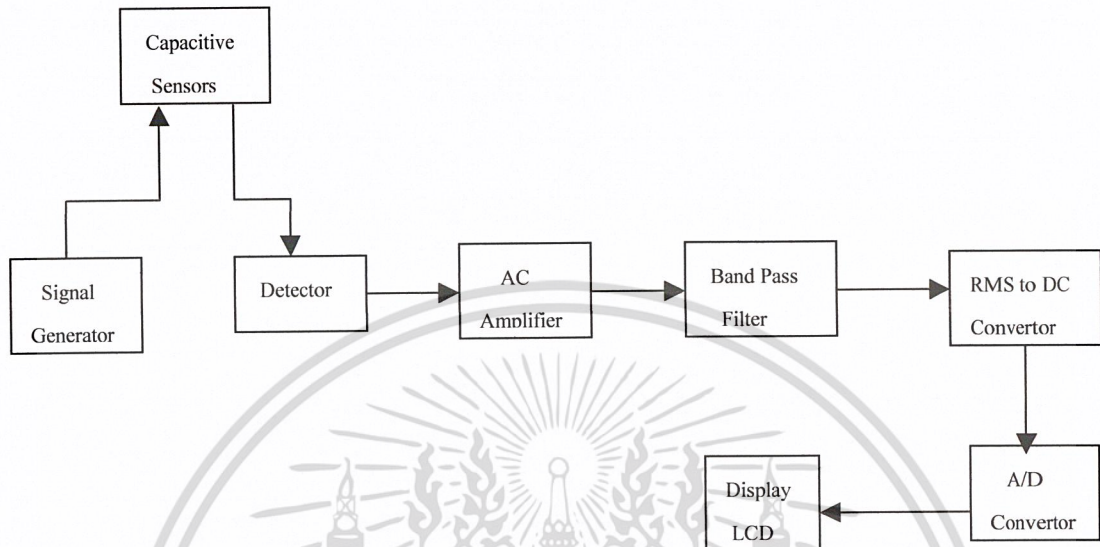 Capacitive
Sensors
Signal
Generator
Detector
AC
Amplifier
Band Pass
Filter
RMS to DC
Convertor
A/D
Convertor
Display
LCD